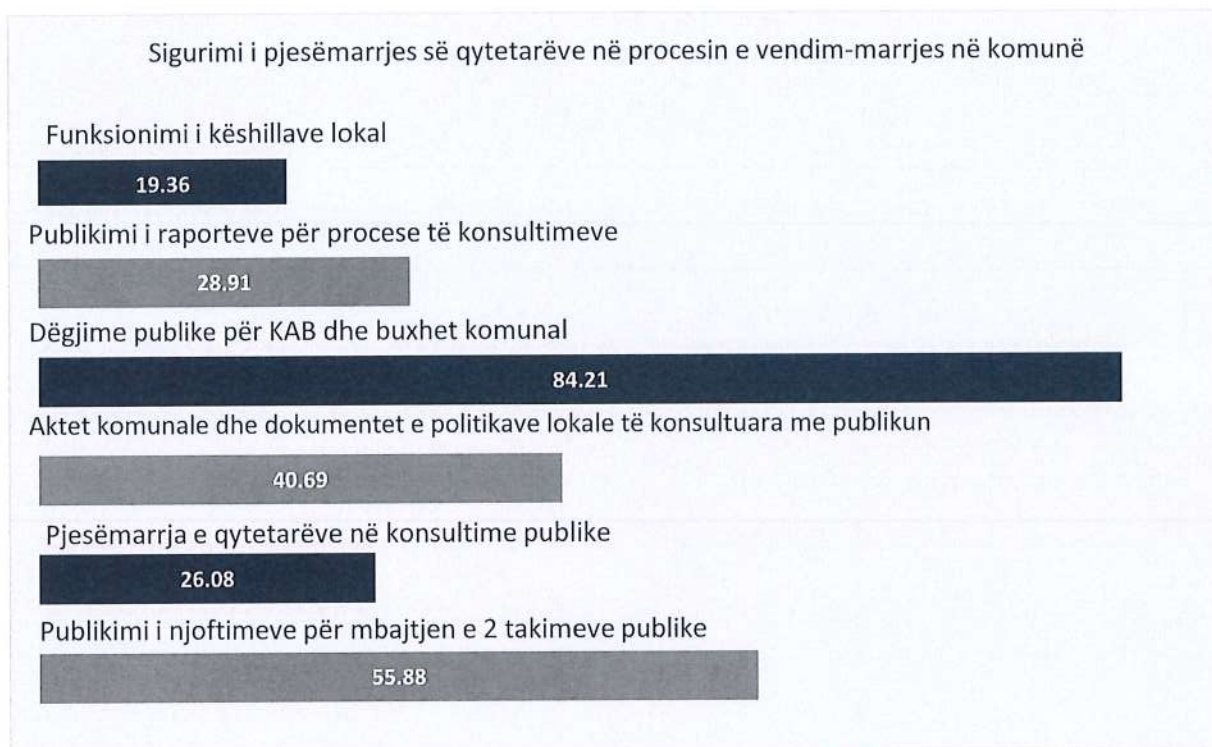 Sigurimi i pjesëmarrjes së qytetarëve në procesin e vendim-marrjes në komunë
Funksionimi i këshillave lokal
19.36
Publikimi i raporteve për procese të konsultimeve
28.91
Dëgjime publike për KAB dhe buxhet komunal
84.21
Aktet komunale dhe dokumentet e politikave lokale të konsultuara me publikun
40.69
Pjesëmarrja e qytetarëve në konsultime publike
26.08
Publikimi i njoftimeve për mbajtjen e 2 takimeve publike
55.88